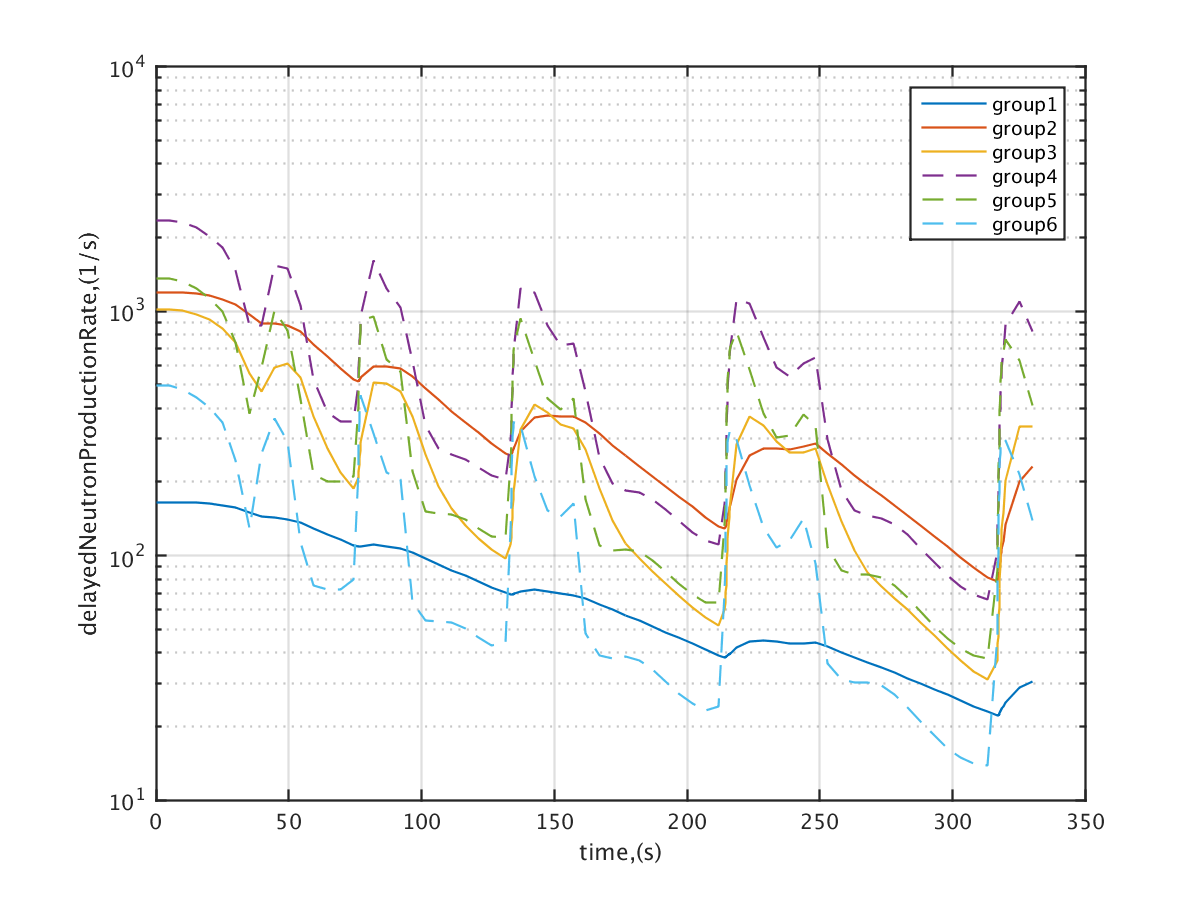 10^4
10^3
10^2
10^1
delayedNeutronProductionRate,(1/s)
group1
group2
group3
group4
group5
group6
0 50 100 150 200 250 300 350
time,(s)